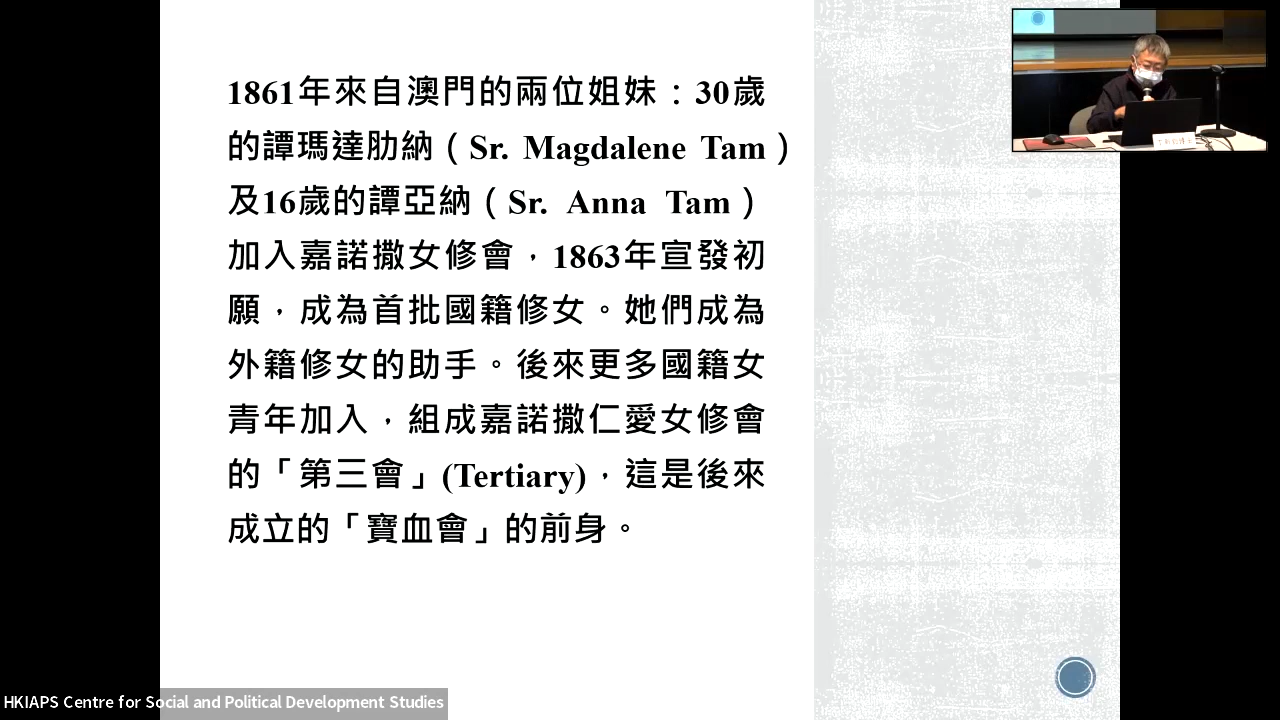 1861年來自澳門的兩位姐妹：30歲
的譚瑪達肋納（Sr. Magdalene Tam）
及16歲的譚亞納（Sr. Anna Tam）
加入嘉諾撒女修會，1863年宣發初
願，成為首批國籍修女。她們成為
外籍修女的助手。後來更多國籍女
青年加入，組成嘉諾撒仁愛女修會
的「第三會」(Tertiary)，這是後來
成立的「寶血會」的前身。
HKIAPS Centre for Social and Political Development Studies